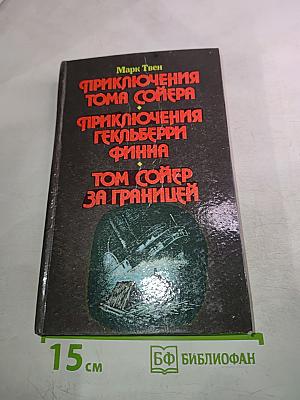 Марк Твен
ПРИКЛЮЧЕНИЯ
ТОМА СОЙЕРА
ПРИКЛЮЧЕНИЯ
ГЕКЛЬБЕРРИ
ФИННА
ТОМ СОЙЕР
ЗА ГРАНИЦЕЙ
15 см
БФ БИБЛИОФАН